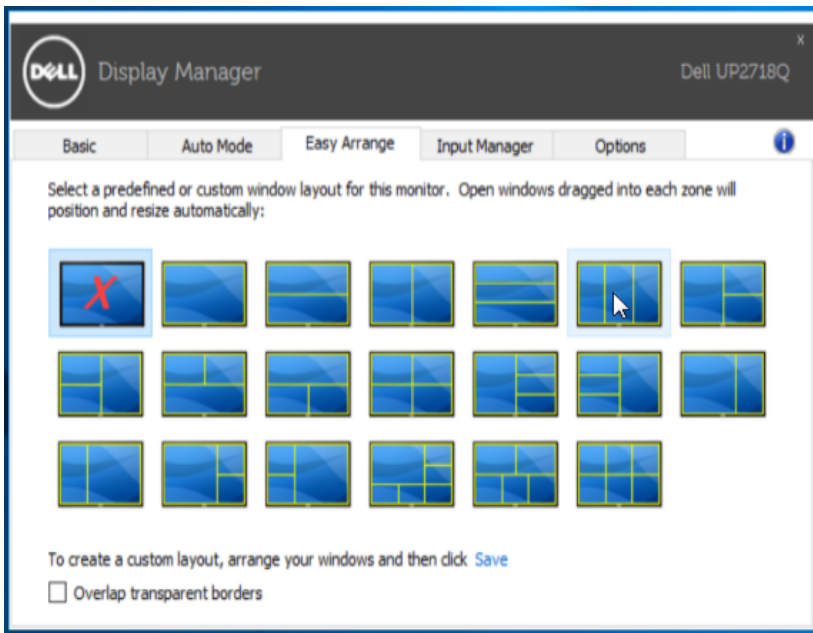 x
DELL Display Manager Dell UP2718Q
Basic Auto Mode Easy Arrange Input Manager Options i
Select a predefined or custom window layout for this monitor. Open windows dragged into each zone will
position and resize automatically:
X
To create a custom layout, arrange your windows and then click Save
Overlap transparent borders